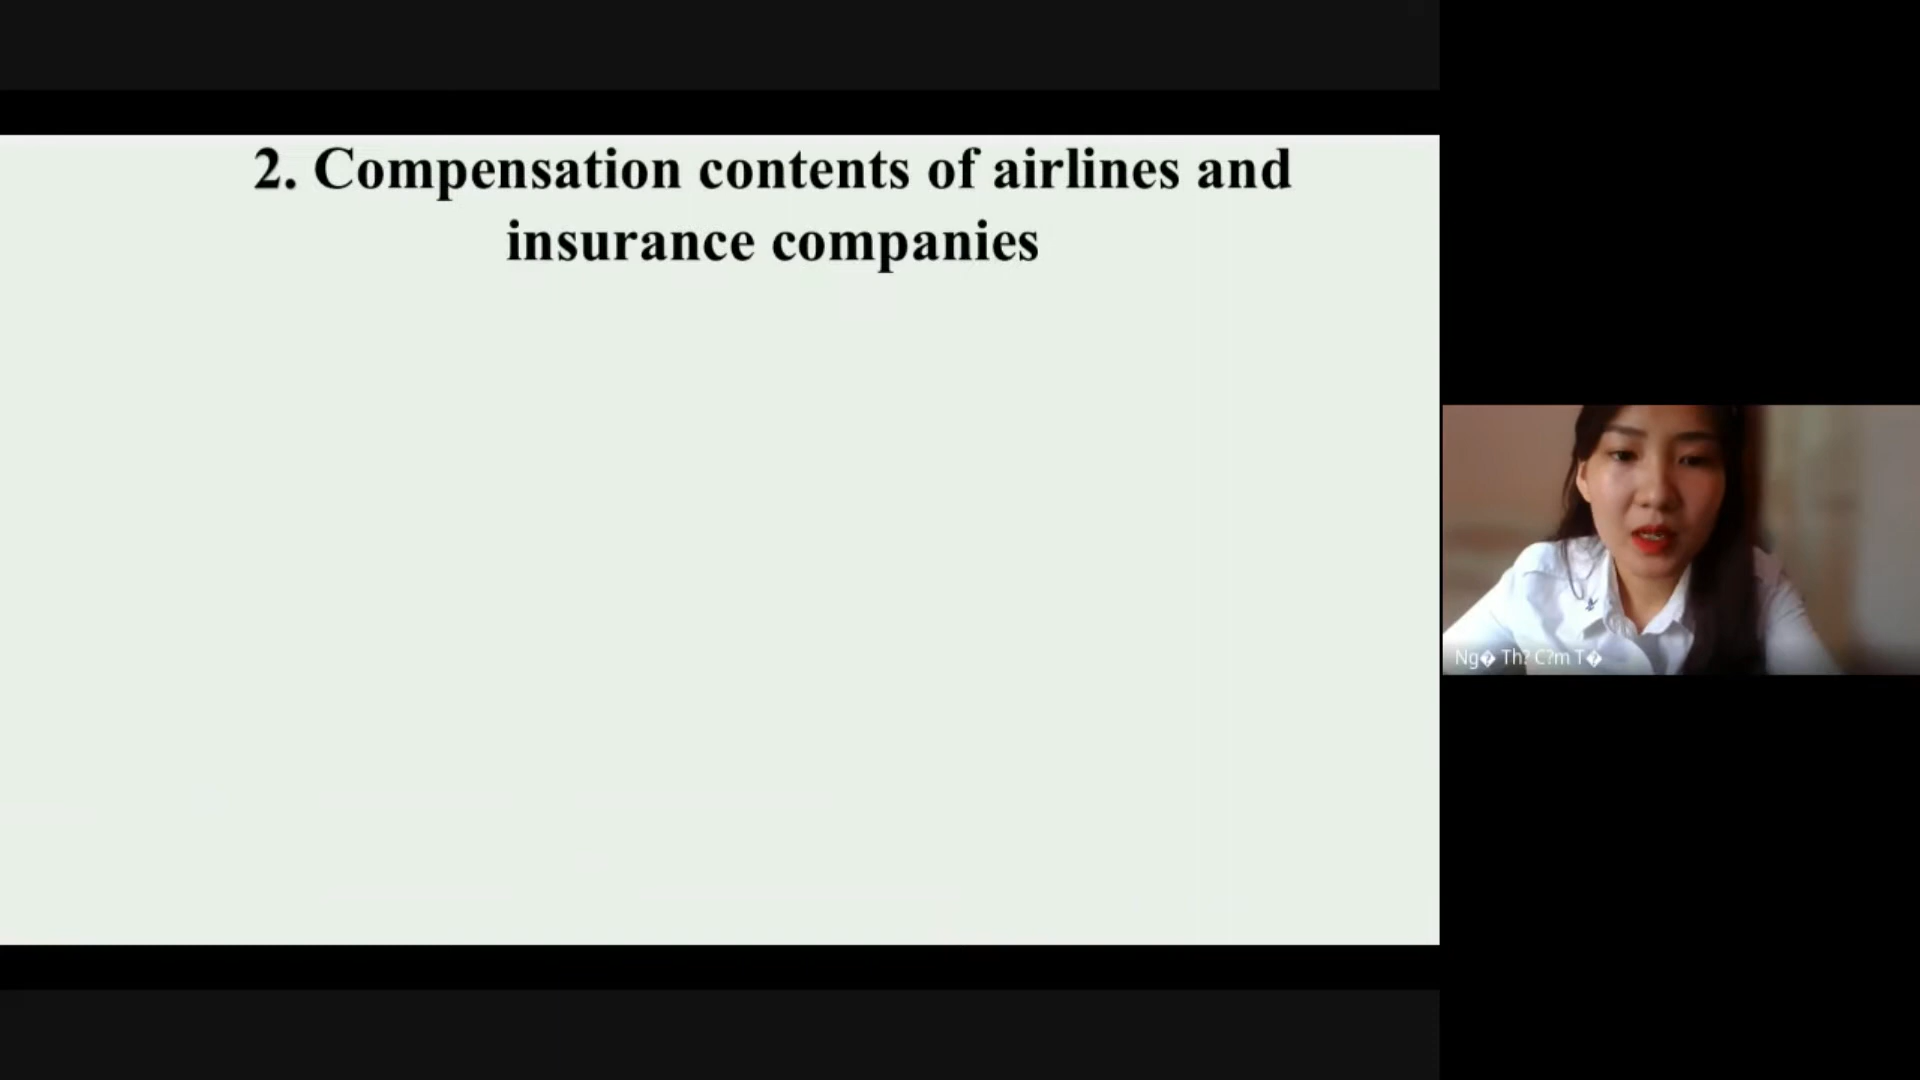 2. Compensation contents of airlines and
insurance companies
Ng� Th? C?m T�